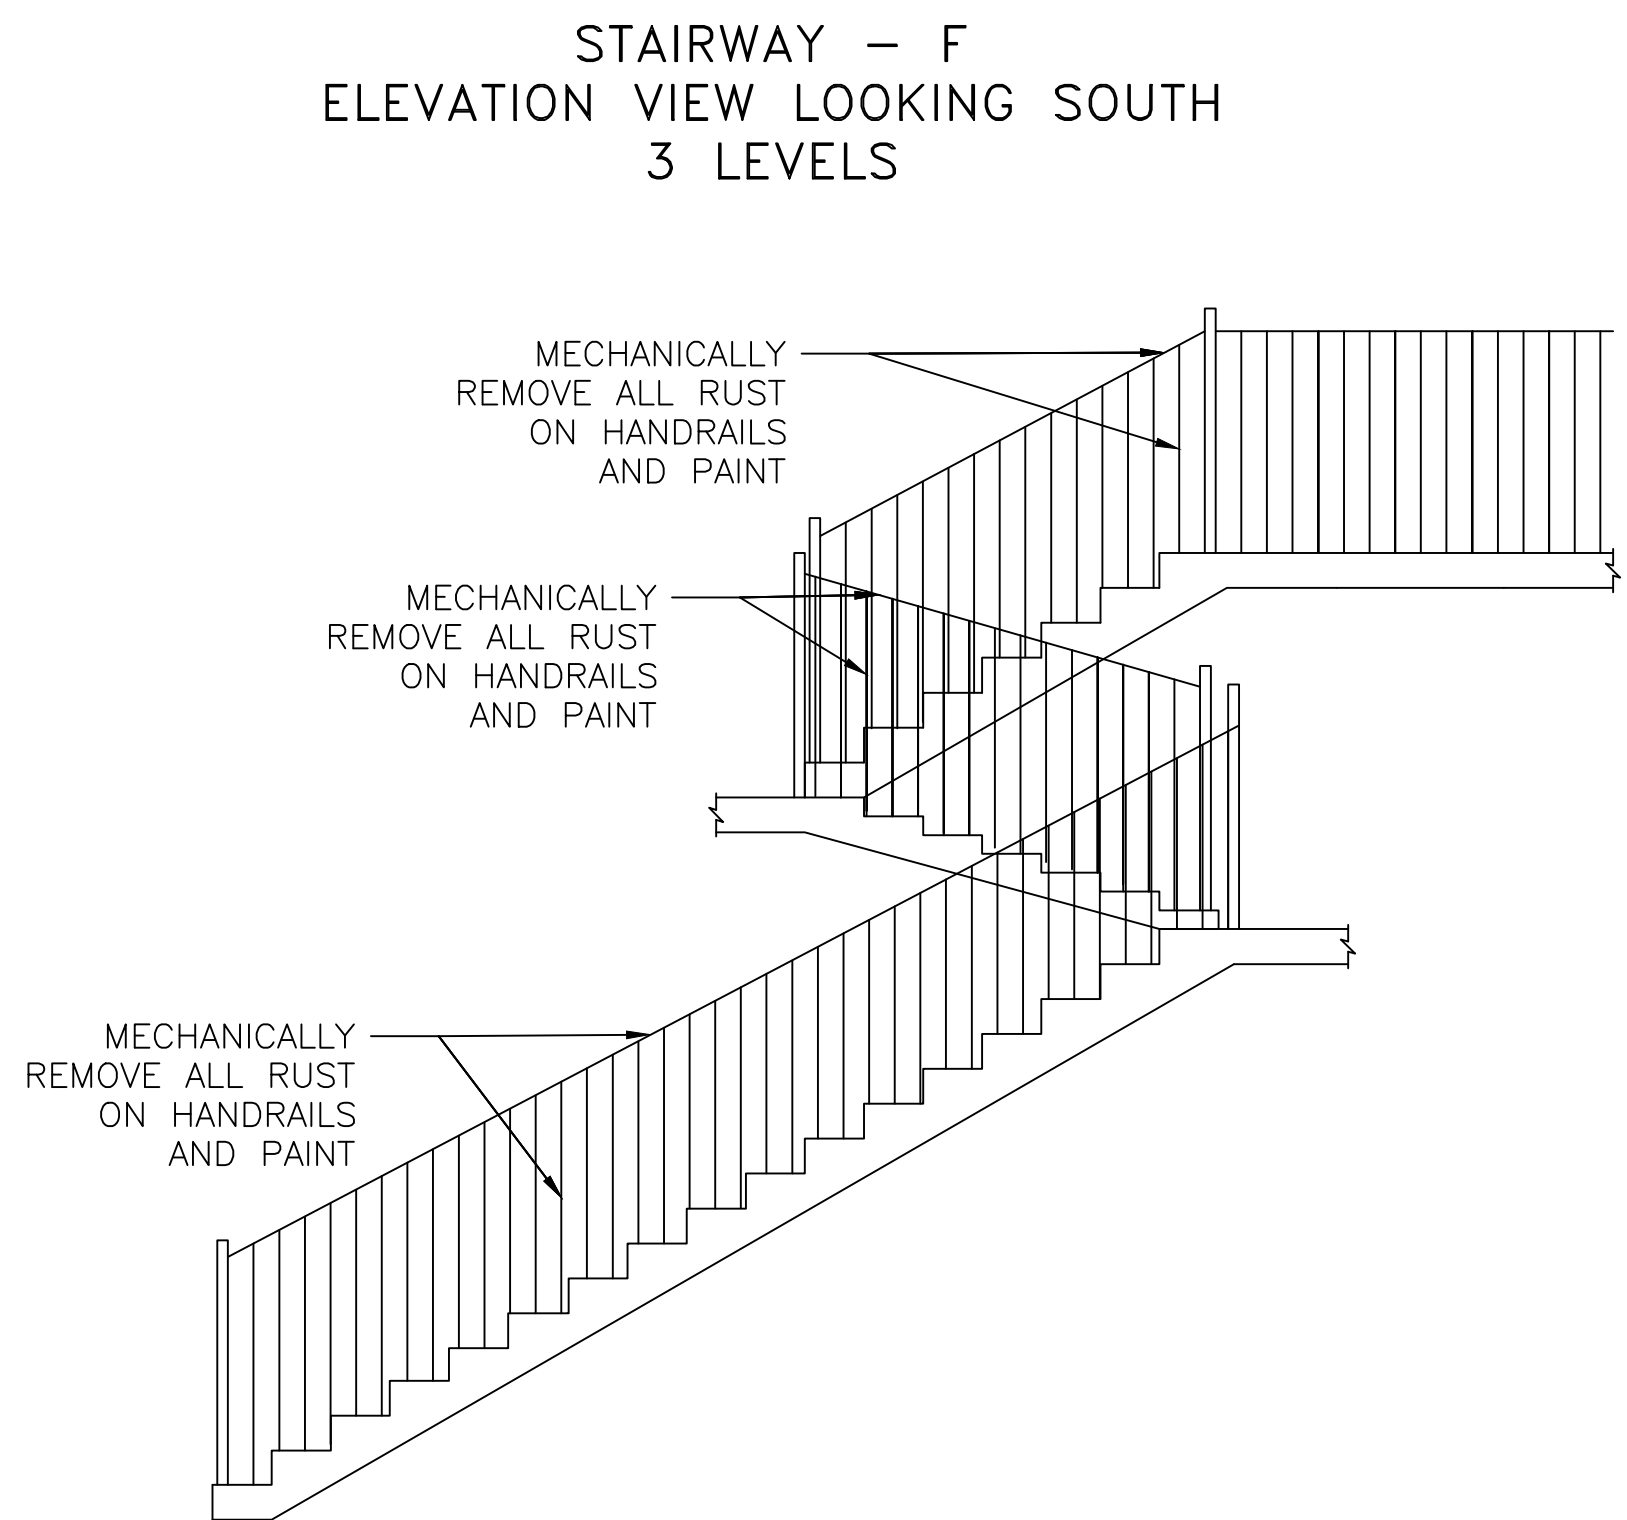 STAIRWAY - F
ELEVATION VIEW LOOKING SOUTH
3 LEVELS
MECHANICALLY
REMOVE ALL RUST
ON HANDRAILS
AND PAINT
MECHANICALLY
REMOVE ALL RUST
ON HANDRAILS
AND PAINT
MECHANICALLY
REMOVE ALL RUST
ON HANDRAILS
AND PAINT